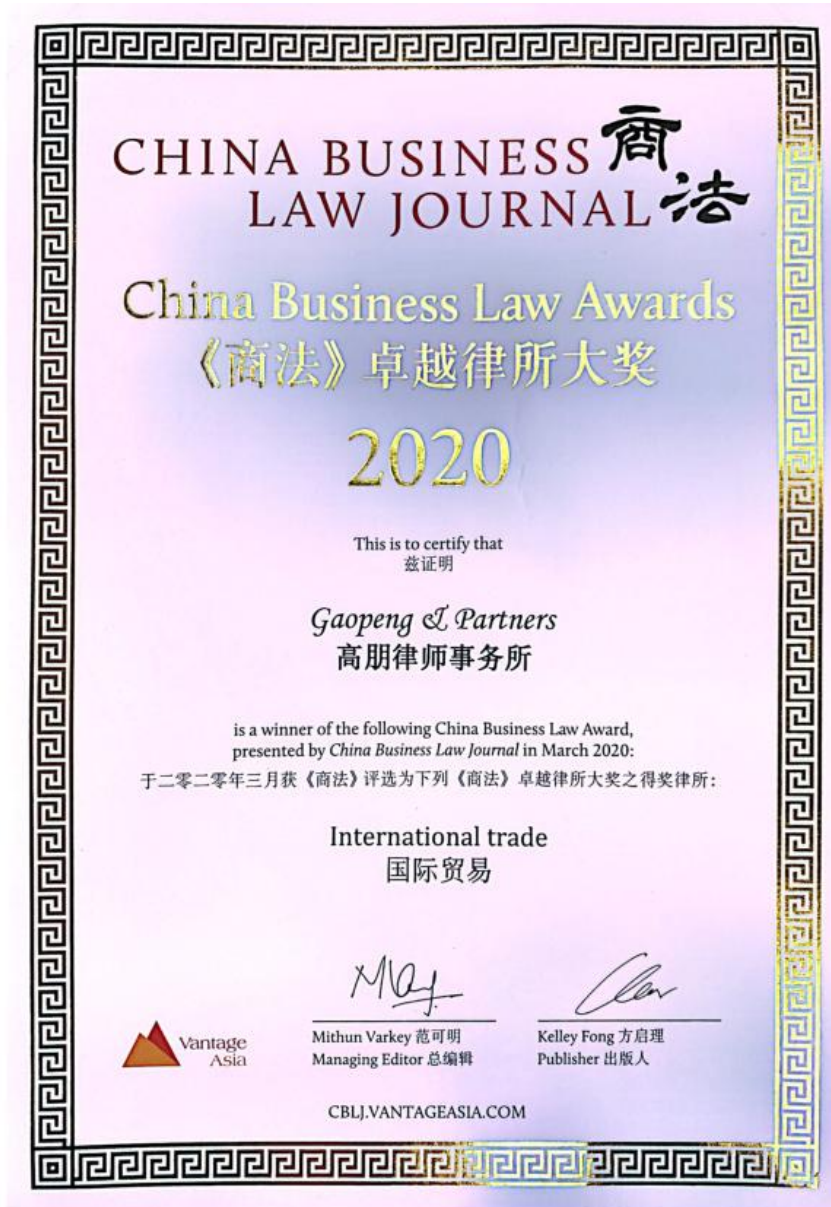 CHINA BUSINESS
LAW JOURNAL
商法
China Business Law Awards
《商法》卓越律所大奖
2020
This is to certify that
兹证明
Gaopeng & Partners
高朋律师事务所
is a winner of the following China Business Law Award,
presented by China Business Law Journal in March 2020:
于二零二零年三月获《商法》评选为下列《商法》卓越律所大奖之得奖律所：
International trade
国际贸易
Mithun Varkey 范可明
Managing Editor 总编辑
Kelley Fong 方启理
Publisher 出版人
Vantage
Asia
CBLJ.VANTAGEASIA.COM